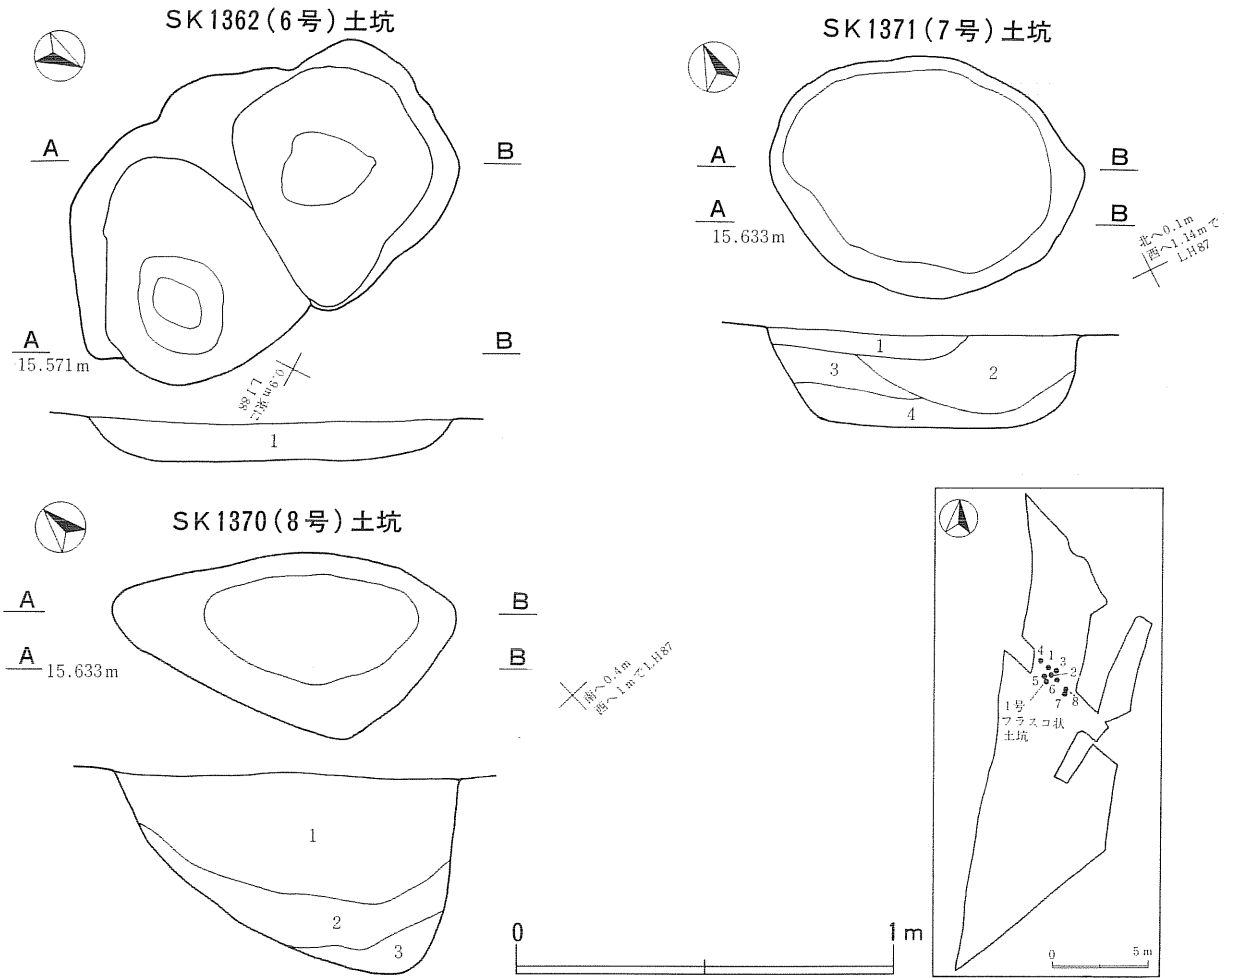 SK1362(6号)土坑
A
B
A
15.571m
B
0.9m東に
LI88
1
SK1371(7号)土坑
A
B
A
15.633m
B
北へ0.1m
西へ1.14mで
LH87
1
2
3
4
SK1370(8号)土坑
A
B
A
15.633m
B
南へ0.4m
西へ1mでLH87
1
2
3
0
1m
4
1
3
2
5
6
7
8
1号
フラスコ状
土坑
0
5m